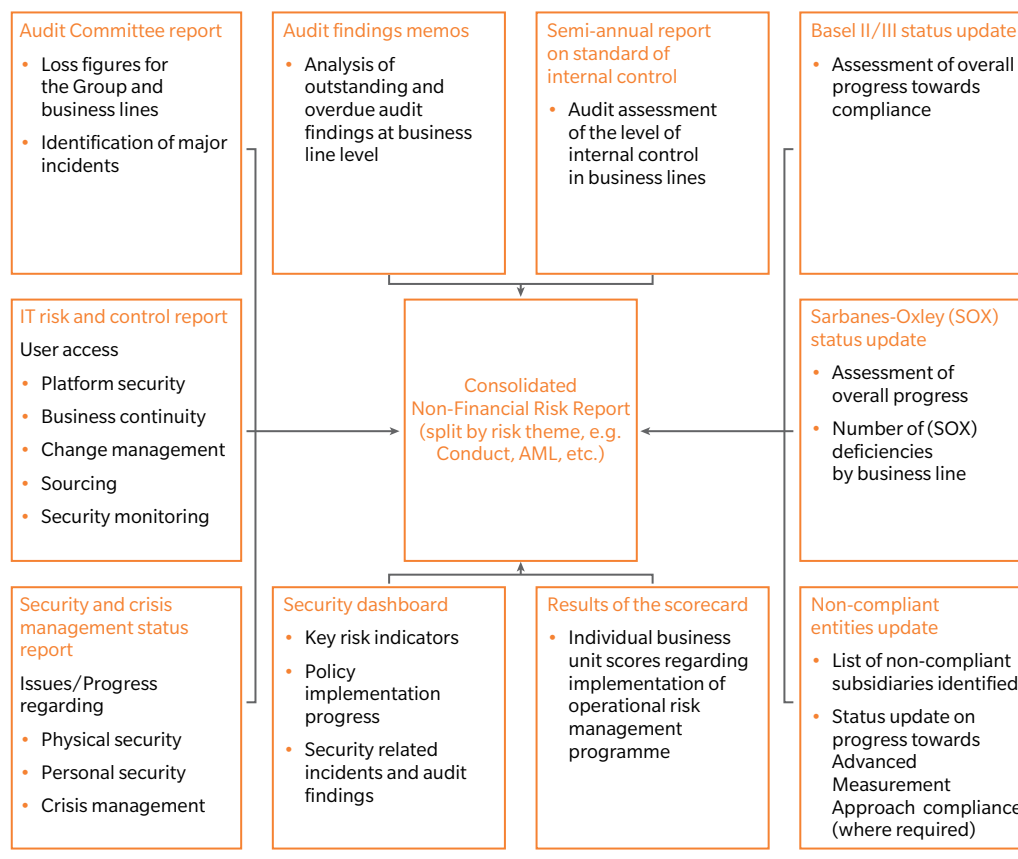 Audit Committee report
• Loss figures for
the Group and
business lines
• Identification of major
incidents
Audit findings memos
• Analysis of
outstanding and
overdue audit
findings at business
line level
Semi-annual report
on standard of
internal control
• Audit assessment
of the level of
internal control
in business lines
Basel II/III status update
• Assessment of overall
progress towards
compliance
IT risk and control report
User access
• Platform security
• Business continuity
• Change management
• Sourcing
• Security monitoring
Consolidated
Non-Financial Risk Report
(split by risk theme, e.g.
Conduct, AML, etc.)
Sarbanes-Oxley (SOX)
status update
• Assessment of
overall progress
• Number of (SOX)
deficiencies
by business line
Security and crisis
management status
report
Issues/Progress
regarding
• Physical security
• Personal security
• Crisis management
Security dashboard
• Key risk indicators
• Policy
implementation
progress
• Security related
incidents and audit
findings
Results of the scorecard
• Individual business
unit scores regarding
implementation of
operational risk
management
programme
Non-compliant
entities update
• List of non-compliant
subsidiaries identified
• Status update on
progress towards
Advanced
Measurement
Approach compliance
(where required)